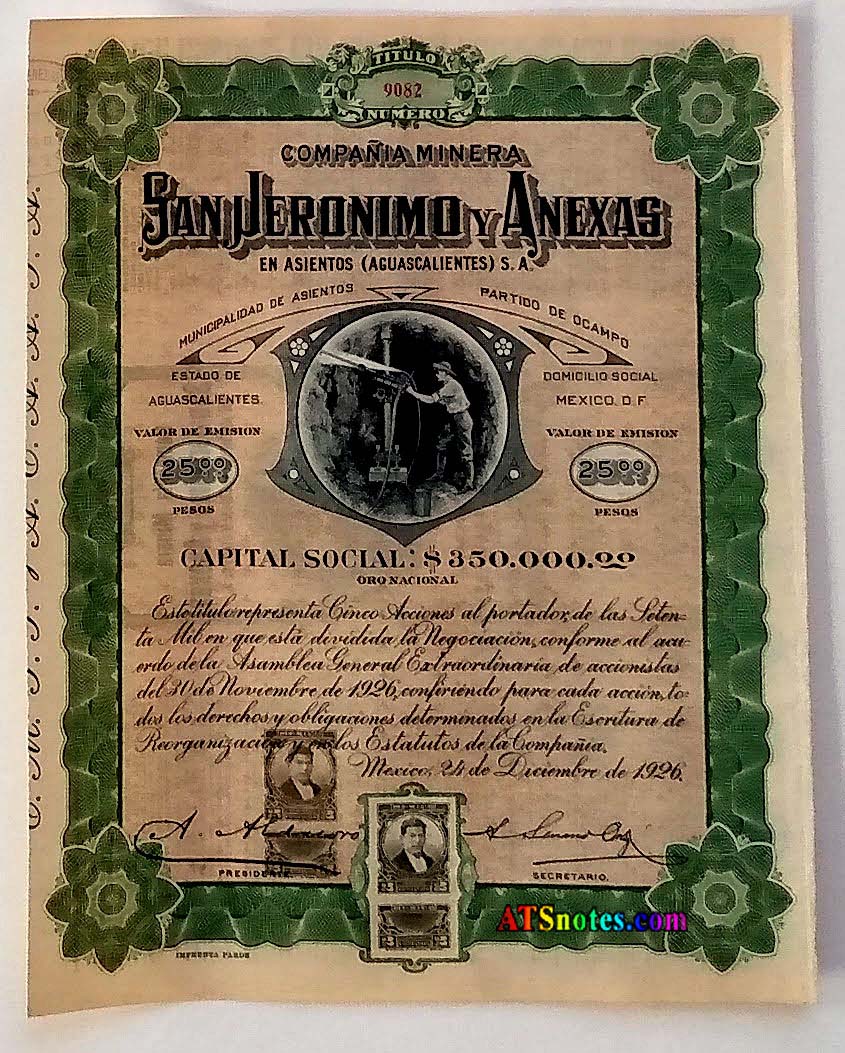 TITULO
9082
NUMERO
COMPAÑIA MINERA
SAN JERONIMO Y ANEXAS
EN ASIENTOS (AGUASCALIENTES) S. A.
MUNICIPALIDAD DE ASIENTOS
PARTIDO DE OCAMPO
ESTADO DE
AGUASCALIENTES
DOMICILIO SOCIAL
MEXICO. D F
VALOR DE EMISION
25.00
PESOS
VALOR DE EMISION
25.00
PESOS
CAPITAL SOCIAL: $350.000.00
ORO NACIONAL
Este titulo representa Cinco Acciones al portador, de las Seten-
ta Mil en que está dividida la Negociación, conforme al acu-
erdo de la Asamblea General Extraordinaria de accionistas
del 30 de Noviembre de 1926, confiriendo para cada acción, to-
dos los derechos y obligaciones determinados en la Escritura de
Reorganización y en los Estatutos de la Compañia.
Mexico, 24 de Diciembre de 1926.
PRESIDENTE.
SECRETARIO.
ATSnotes.com
IMPRENTA PARDE